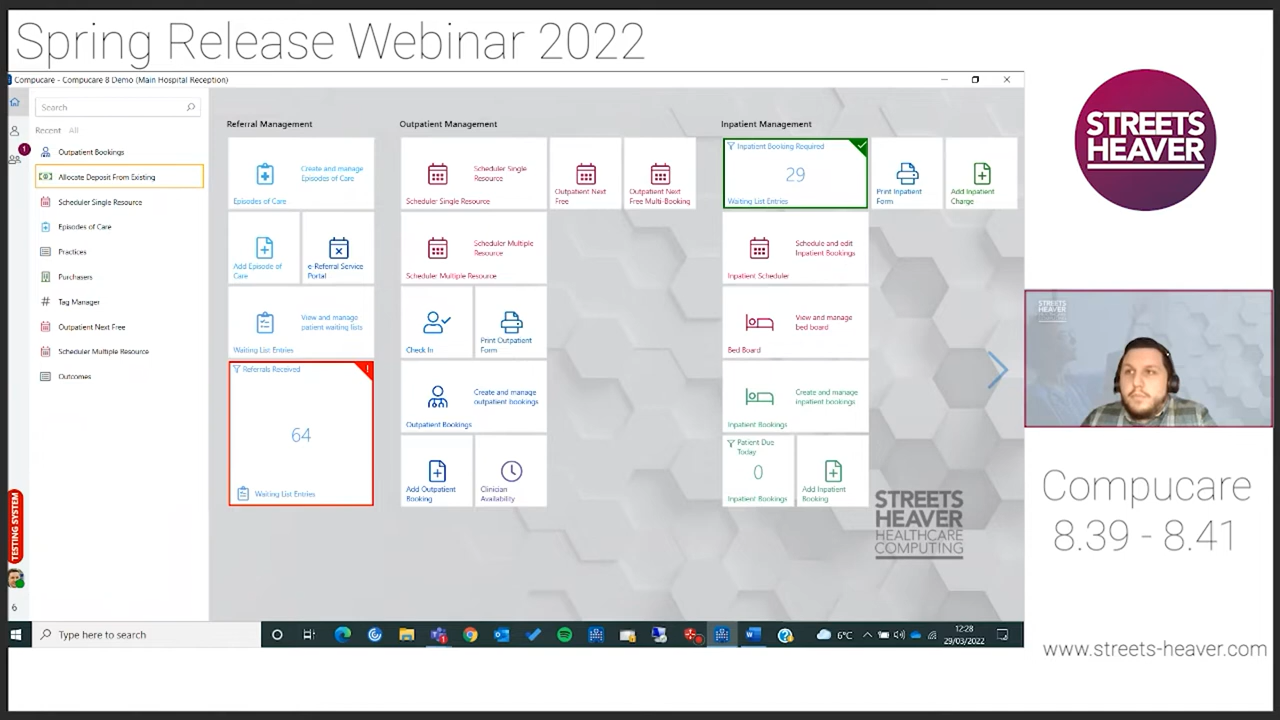 Spring Release Webinar 2022
Compucare - Compucare 8 Demo (Main Hospital Reception)
Search
Recent All
1
Outpatient Bookings
Allocate Deposit From Existing
Scheduler Single Resource
Episodes of Care
Practices
Purchasers
# Tag Manager
Outpatient Next Free
Scheduler Multiple Resource
Outcomes
TESTING SYSTEM
6
Referral Management
Create and manage
Episodes of Care
Episodes of Care
Add Episode of
Care
e-Referral Service
Portal
View and manage
patient waiting lists
Waiting List Entries
Referrals Received
!
64
Waiting List Entries
Outpatient Management
Scheduler Single
Resource
Scheduler Single Resource
Outpatient Next
Free
Outpatient Next
Free Multi-Booking
Scheduler Multiple
Resource
Scheduler Multiple Resource
Check In
Print Outpatient
Form
Create and manage
outpatient bookings
Outpatient Bookings
Add Outpatient
Booking
Clinician
Availability
Inpatient Management
Inpatient Booking Required
29
Waiting List Entries
Print Inpatient
Form
Add Inpatient
Charge
Schedule and edit
Inpatient Bookings
Inpatient Scheduler
View and manage
bed board
Bed Board
Create and manage
inpatient bookings
Inpatient Bookings
Patient Due
Today
0
Inpatient Bookings
Add Inpatient
Booking
STREETS
HEAVER
HEALTHCARE
COMPUTING
Type here to search
6°C
12:28
29/03/2022
STREETS
HEAVER
STREETS
HEAVER
Compucare
8.39 - 8.41
www.streets-heaver.com